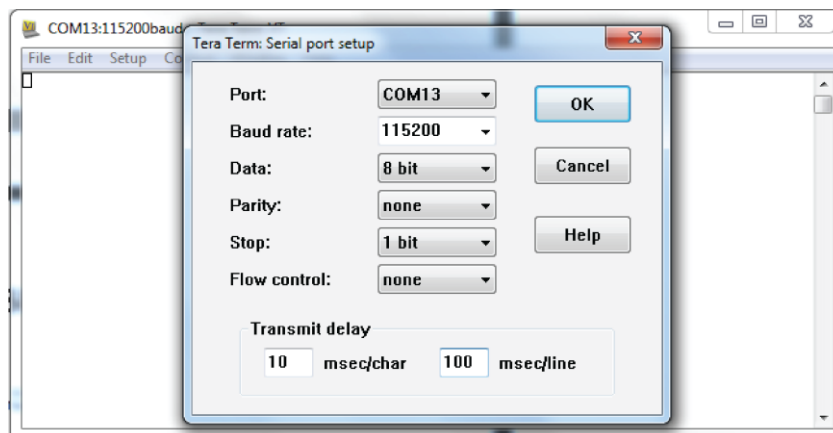 COM13:115200baud
Tera Term: Serial port setup
File Edit Setup
Port: COM13
OK
Baud rate: 115200
Data: 8 bit
Cancel
Parity: none
Stop: 1 bit
Help
Flow control: none
Transmit delay
10 msec/char 100 msec/line